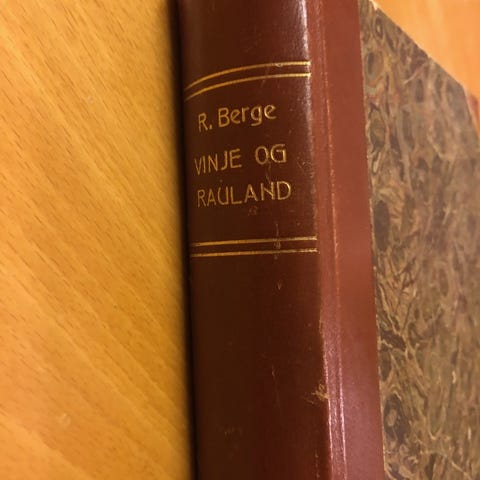 R. Berge
VINJE OG
RAULAND